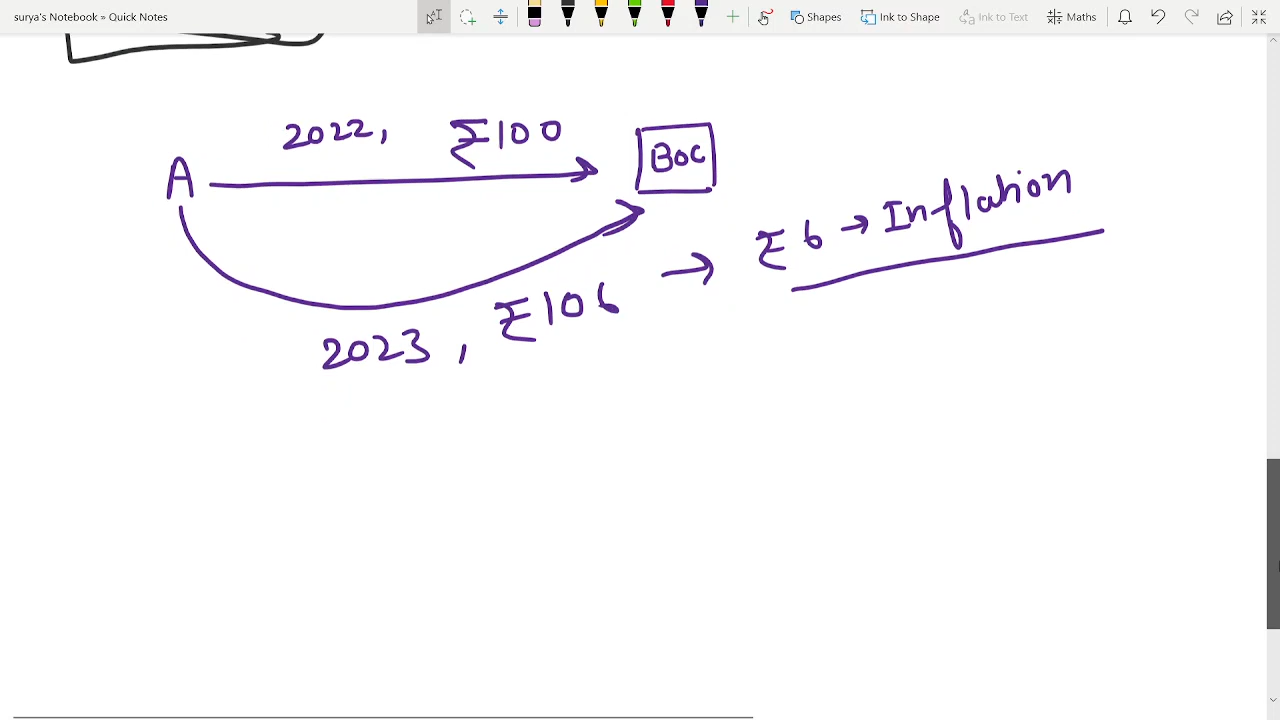 surya's Notebook » Quick Notes
Shapes
Ink to Shape
Ink to Text
Maths
2022, ₹100
A
BOC
₹6 → Inflation
2023, ₹106